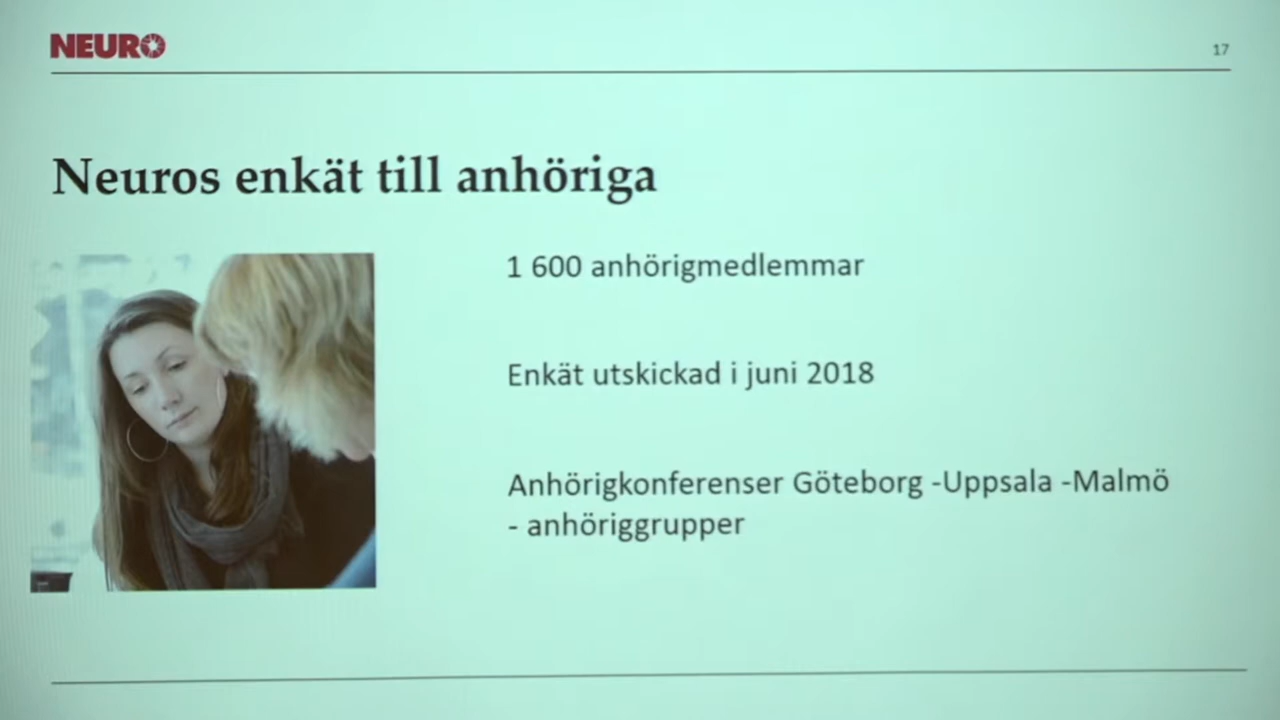 NEURO
17
Neuros enkät till anhöriga
1 600 anhörigmedlemmar
Enkät utskickad i juni 2018
Anhörigkonferenser Göteborg -Uppsala -Malmö
- anhöriggrupper